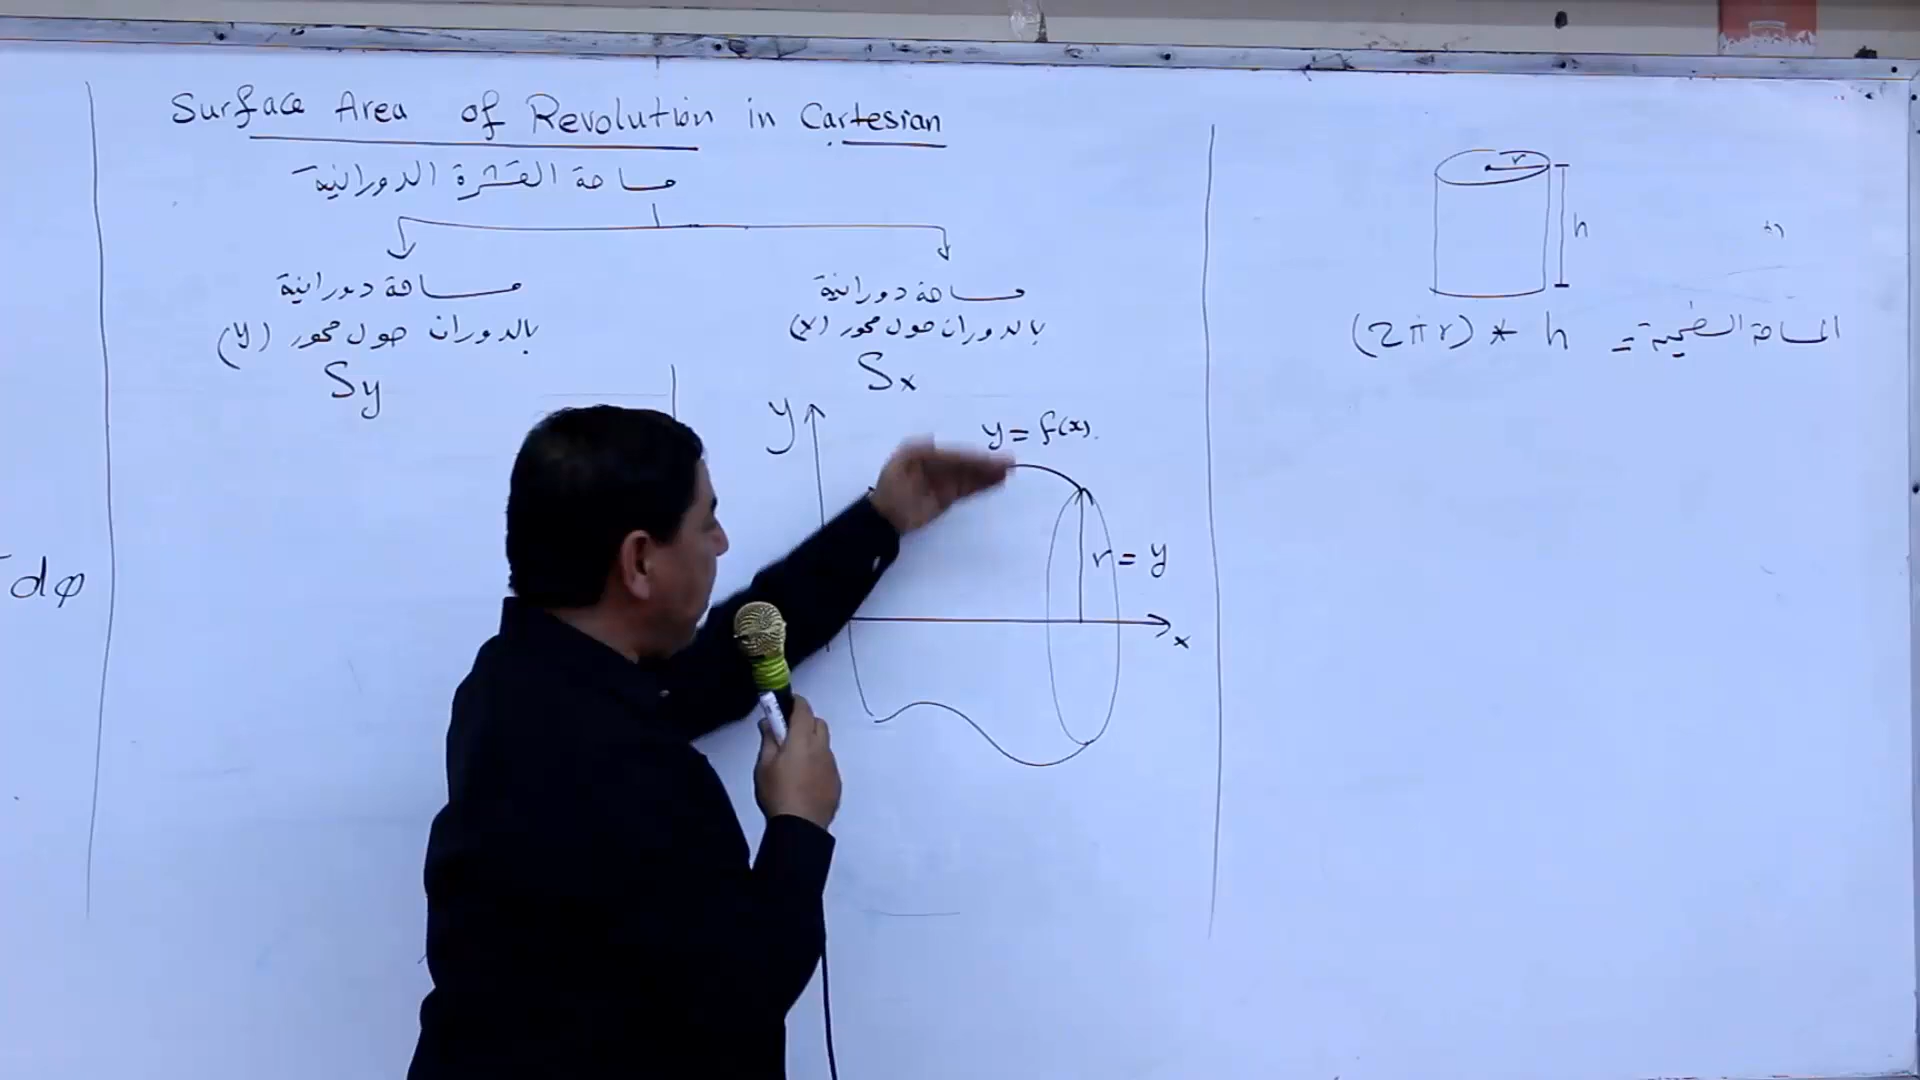 Surface Area of Revolution in Cartesian
مساحة القشرة الدورانية
مساحة دورانية
بالدوران حول محور (x)
Sx
مساحة دورانية
بالدوران حول محور (y)
Sy
y
y = f(x).
r = y
x
r
h
المساحة السطحية = (2πr) * h
dφ